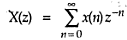 X(z) = ∞∑n=0 x(n) z⁻ⁿ